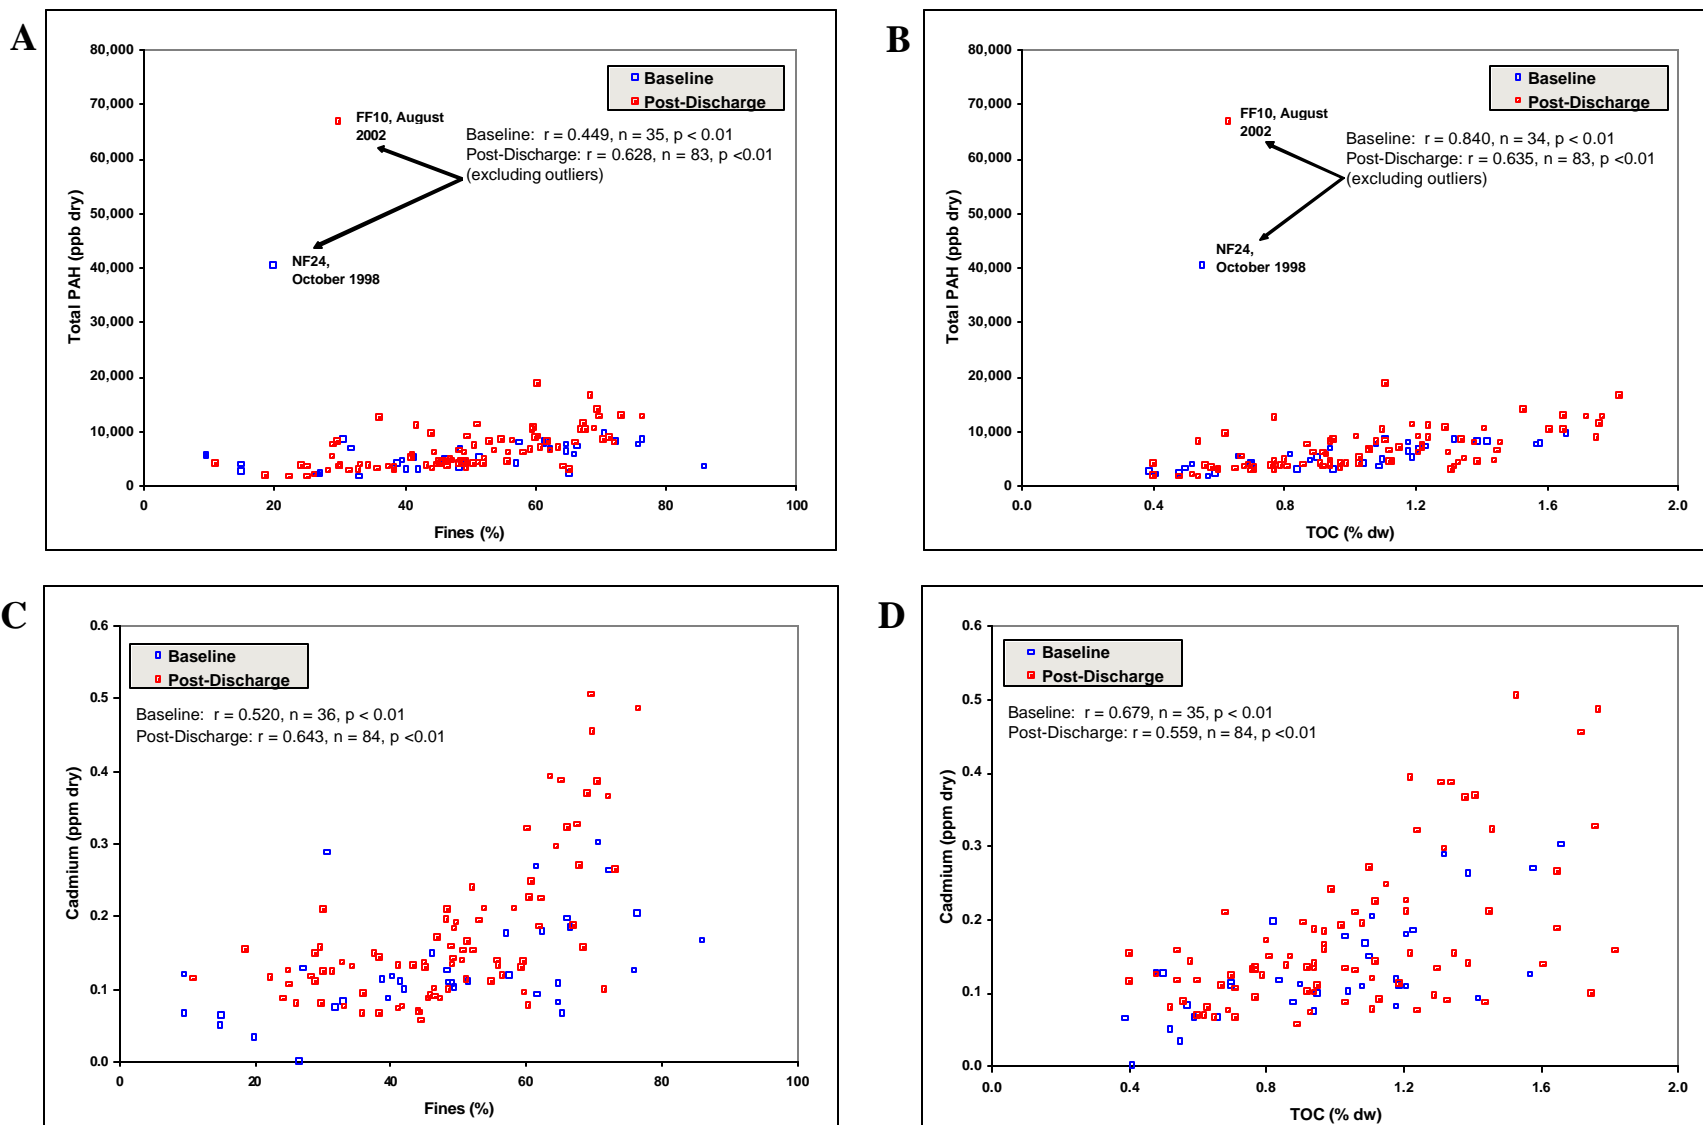 A
80,000
70,000
60,000
50,000
40,000
30,000
20,000
10,000
0
Total PAH (ppb dry)
Baseline
Post-Discharge
FF10, August
2002
Baseline: r = 0.449, n = 35, p < 0.01
Post-Discharge: r = 0.628, n = 83, p <0.01
(excluding outliers)
NF24,
October 1998
0 20 40 60 80 100
Fines (%)
B
80,000
70,000
60,000
50,000
40,000
30,000
20,000
10,000
0
Total PAH (ppb dry)
Baseline
Post-Discharge
FF10, August
2002
Baseline: r = 0.840, n = 34, p < 0.01
Post-Discharge: r = 0.635, n = 83, p <0.01
(excluding outliers)
NF24,
October 1998
0.0 0.4 0.8 1.2 1.6 2.0
TOC (% dw)
C
0.6
0.5
0.4
0.3
0.2
0.1
0.0
Cadmium (ppm dry)
Baseline
Post-Discharge
Baseline: r = 0.520, n = 36, p < 0.01
Post-Discharge: r = 0.643, n = 84, p <0.01
0 20 40 60 80 100
Fines (%)
D
0.6
0.5
0.4
0.3
0.2
0.1
0.0
Cadmium (ppm dry)
Baseline
Post-Discharge
Baseline: r = 0.679, n = 35, p < 0.01
Post-Discharge: r = 0.559, n = 84, p <0.01
0.0 0.4 0.8 1.2 1.6 2.0
TOC (% dw)